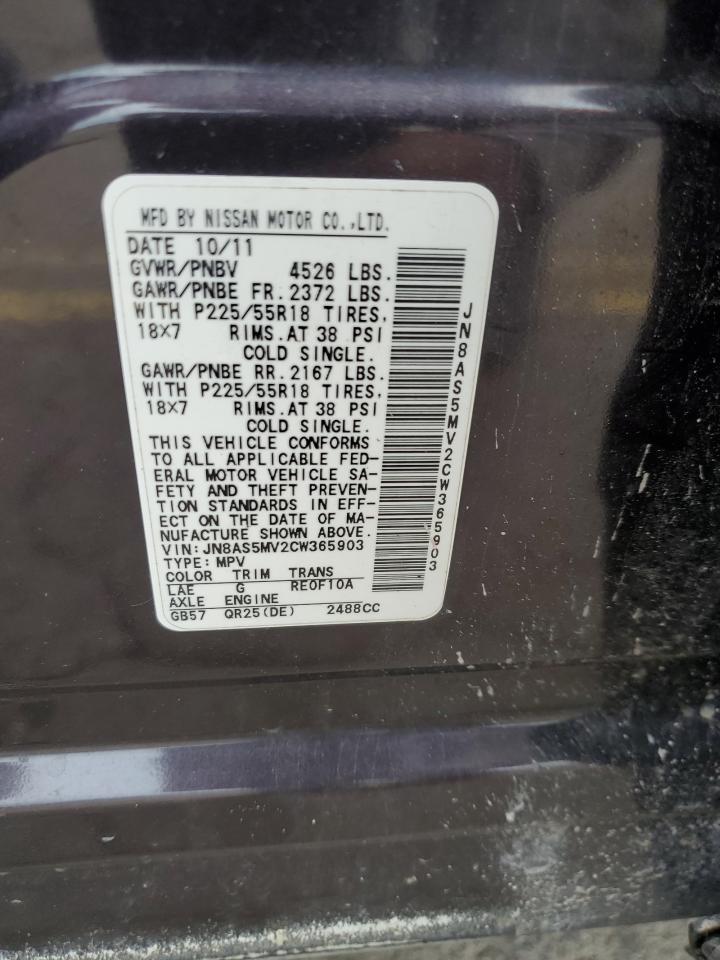 MFD BY NISSAN MOTOR CO.,LTD.
DATE 10/11
GVWR/PNBV 4526 LBS.
GAWR/PNBE FR. 2372 LBS.
WITH P225/55R18 TIRES,
18X7 RIMS.AT 38 PSI
COLD SINGLE.
GAWR/PNBE RR. 2167 LBS.
WITH P225/55R18 TIRES,
18X7 RIMS.AT 38 PSI
COLD SINGLE.
THIS VEHICLE CONFORMS
TO ALL APPLICABLE FED-
ERAL MOTOR VEHICLE SA-
FETY AND THEFT PREVEN-
TION STANDARDS IN EFF-
ECT ON THE DATE OF MA-
NUFACTURE SHOWN ABOVE.
VIN:JN8AS5MV2CW365903
TYPE:MPV
COLOR TRIM TRANS
LAE G RE0F10A
AXLE ENGINE
GB57 QR25(DE) 2488CC
JN8AS5MV2CW365903